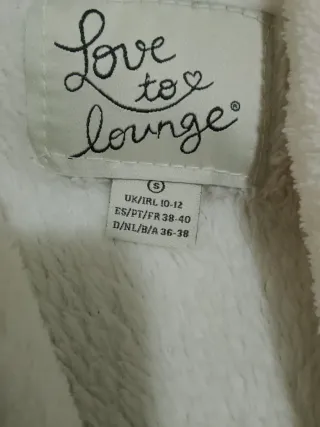 Love
to
lounge®
S
UK/IRL 10-12
ES/PT/FR 38-40
D/NL/B/A 36-38